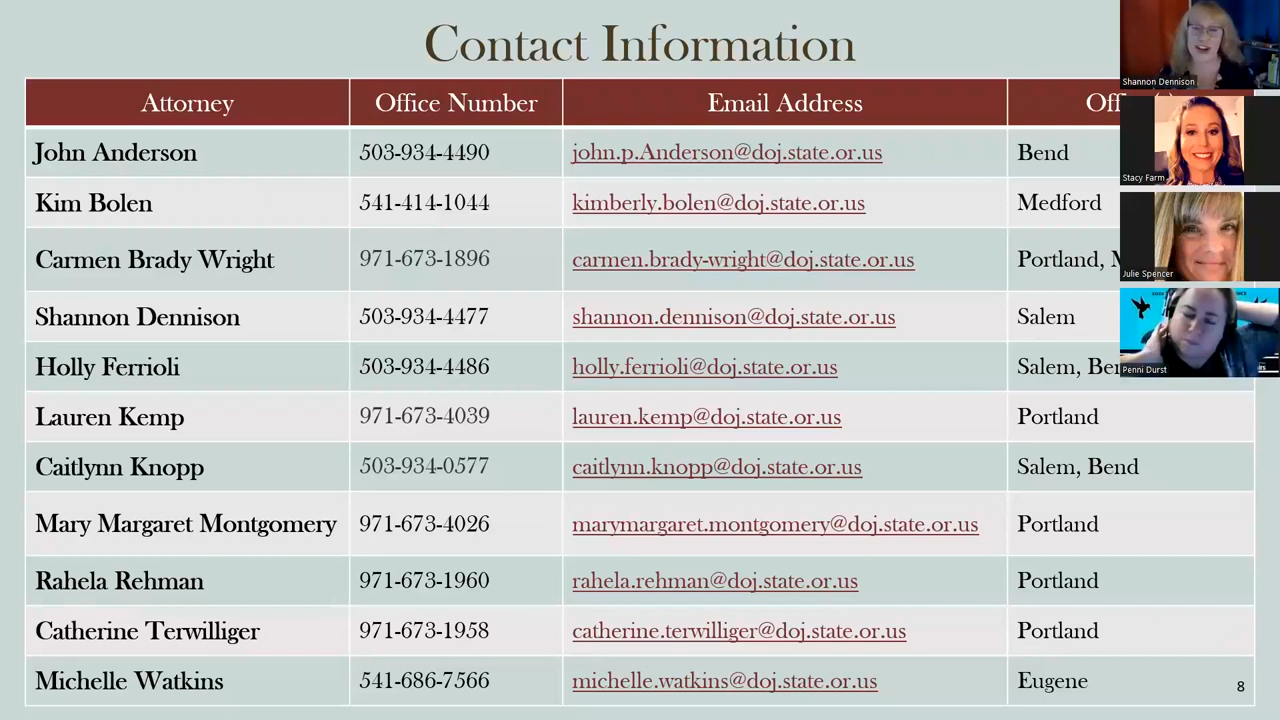 Contact Information
Attorney Office Number Email Address
John Anderson 503-934-4490 john.p.Anderson@doj.state.or.us Bend
Kim Bolen 541-414-1044 kimberly.bolen@doj.state.or.us Medford
Carmen Brady Wright 971-673-1896 carmen.brady-wright@doj.state.or.us Portland,
Shannon Dennison 503-934-4477 shannon.dennison@doj.state.or.us Salem
Holly Ferrioli 503-934-4486 holly.ferrioli@doj.state.or.us Salem,
Lauren Kemp 971-673-4039 lauren.kemp@doj.state.or.us Portland
Caitlynn Knopp 503-934-0577 caitlynn.knopp@doj.state.or.us Salem, Bend
Mary Margaret Montgomery 971-673-4026 marymargaret.montgomery@doj.state.or.us Portland
Rahela Rehman 971-673-1960 rahela.rehman@doj.state.or.us Portland
Catherine Terwilliger 971-673-1958 catherine.terwilliger@doj.state.or.us Portland
Michelle Watkins 541-686-7566 michelle.watkins@doj.state.or.us Eugene
8
Shannon Dennison
Stacy Farm
Julie Spencer
Penni Durst